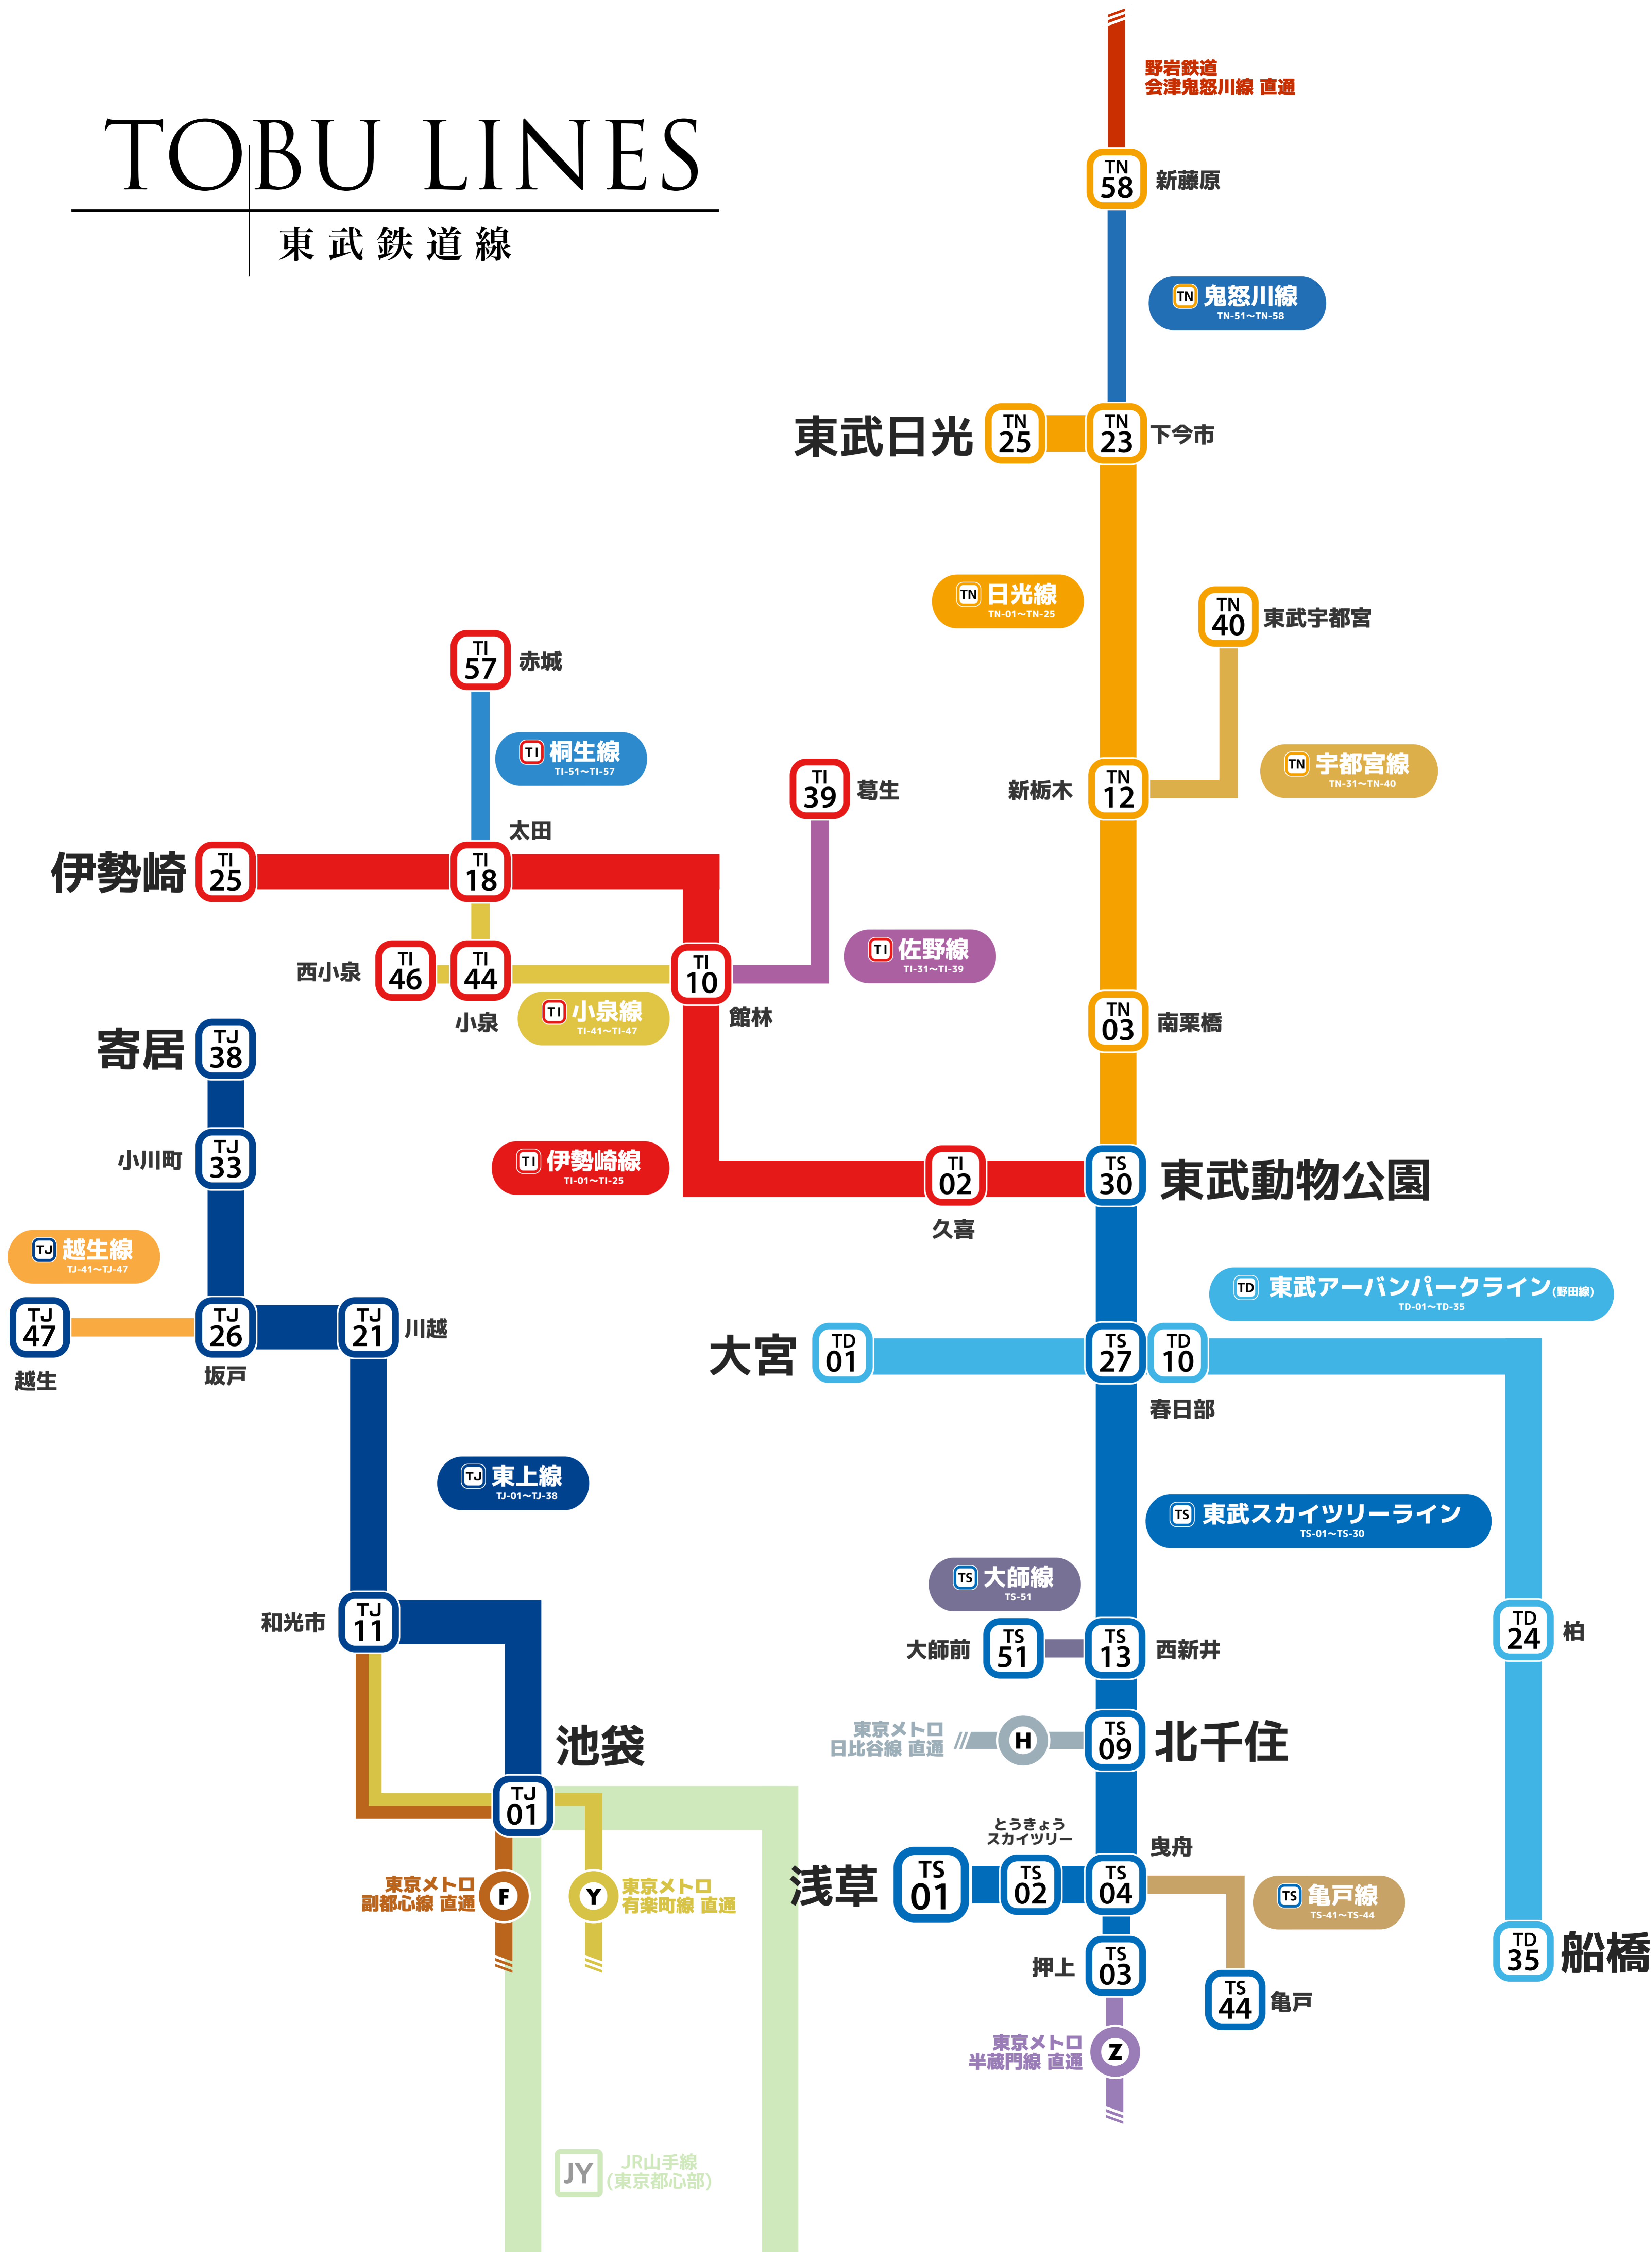 TOBU LINES
東武鉄道線
野岩鉄道
会津鬼怒川線 直通
TN
58
新藤原
TN 鬼怒川線
TN-51～TN-58
東武日光
TN
25
TN
23
下今市
TN 日光線
TN-01～TN-25
TN
40
東武宇都宮
TI
57
赤城
TI 桐生線
TI-51～TI-57
TI
39
葛生
新栃木
TN
12
TN 宇都宮線
TN-31～TN-40
太田
伊勢崎
TI
25
TI
18
TI 佐野線
TI-31～TI-39
西小泉
TI
46
TI
44
小泉
TI
10
館林
TI 小泉線
TI-41～TI-47
TN
03
南栗橋
寄居
TJ
38
小川町
TJ
33
TI 伊勢崎線
TI-01～TI-25
TI
02
久喜
TS
30
東武動物公園
TJ 越生線
TJ-41～TJ-47
TJ
47
越生
TJ
26
坂戸
TJ
21
川越
TD 東武アーバンパークライン(野田線)
TD-01～TD-35
大宮
TD
01
TS
27
TD
10
春日部
TJ 東上線
TJ-01～TJ-38
TS 東武スカイツリーライン
TS-01～TS-30
TS 大師線
TS-51
和光市
TJ
11
大師前
TS
51
TS
13
西新井
TD
24
柏
東京メトロ
日比谷線 直通
H
TS
09
北千住
池袋
TJ
01
とうきょう
スカイツリー
曳舟
浅草
TS
01
TS
02
TS
04
TS 亀戸線
TS-41～TS-44
東京メトロ
副都心線 直通
F
Y
東京メトロ
有楽町線 直通
押上
TS
03
TS
44
亀戸
TD
35
船橋
東京メトロ
半蔵門線 直通
Z
JY
JR山手線
(東京都心部)